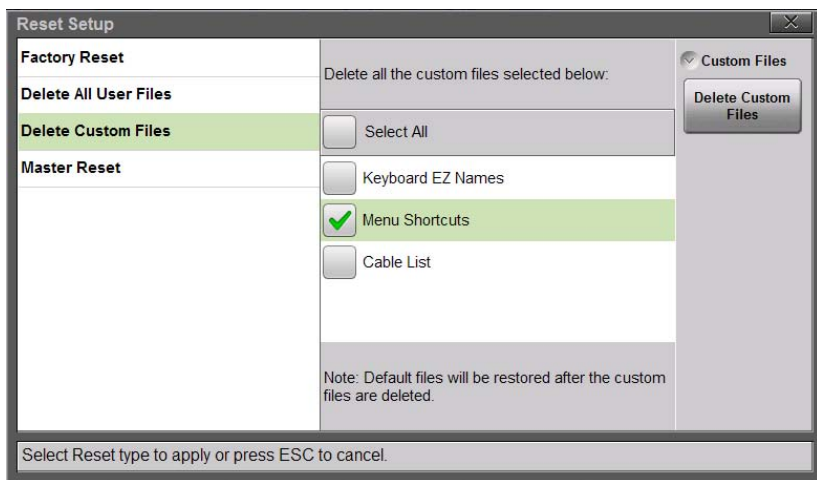 Reset Setup
Factory Reset
Delete All User Files
Delete Custom Files
Master Reset
Delete all the custom files selected below:
Select All
Keyboard EZ Names
Menu Shortcuts
Cable List
Note: Default files will be restored after the custom
files are deleted.
Custom Files
Delete Custom
Files
Select Reset type to apply or press ESC to cancel.